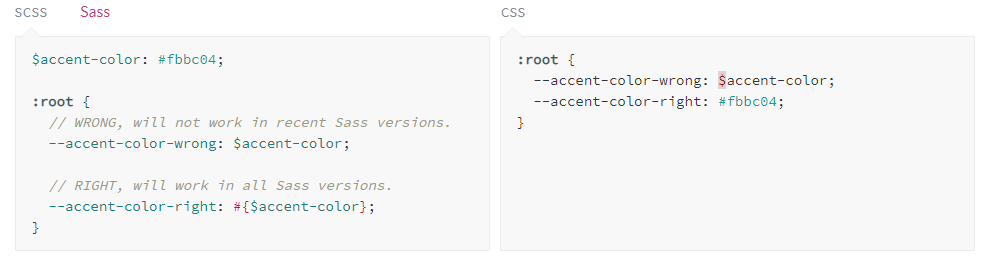 SCSS Sass
$accent-color: #fbbc04;
:root {
// WRONG, will not work in recent Sass versions.
--accent-color-wrong: $accent-color;
// RIGHT, will work in all Sass versions.
--accent-color-right: #{$accent-color};
}
CSS
:root {
--accent-color-wrong: $accent-color;
--accent-color-right: #fbbc04;
}